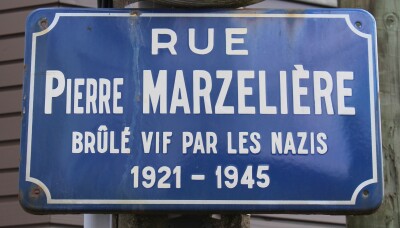 RUE
PIERRE MARZELIÈRE
BRÛLÉ VIF PAR LES NAZIS
1921 - 1945